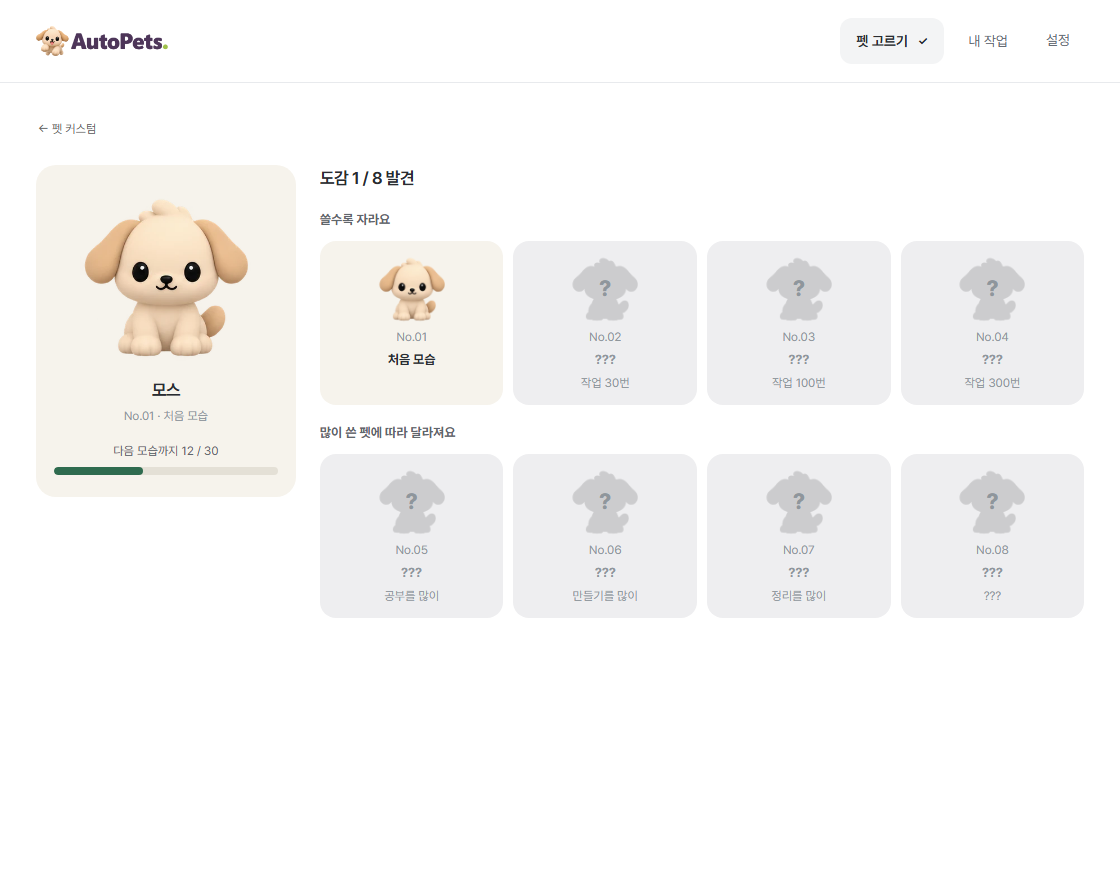 AutoPets.
펫 고르기 ✓
내 작업
설정
← 펫 커스텀
모스
No.01 · 처음 모습
다음 모습까지 12 / 30
도감 1 / 8 발견
쓸수록 자라요
No.01
처음 모습
?
No.02
???
작업 30번
?
No.03
???
작업 100번
?
No.04
???
작업 300번
많이 쓴 펫에 따라 달라져요
?
No.05
???
공부를 많이
?
No.06
???
만들기를 많이
?
No.07
???
정리를 많이
?
No.08
???
???